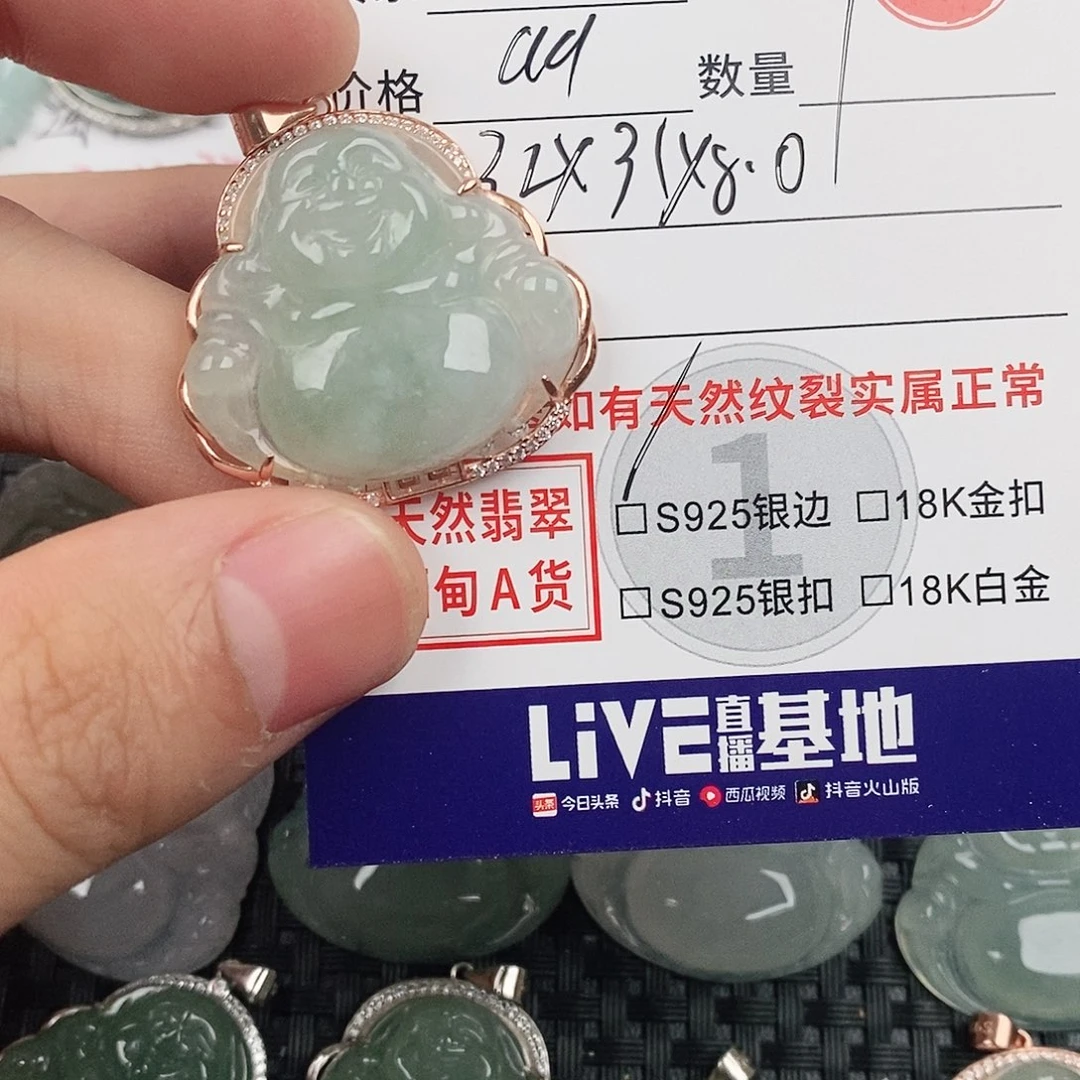 价格 数量
32X31X8.0
如有天然纹裂实属正常
天然翡翠
甸A货
S925银边 18K金扣
S925银扣 18K白金
1
LiVE直播基地
头条 今日头条 抖音 西瓜视频 抖音火山版